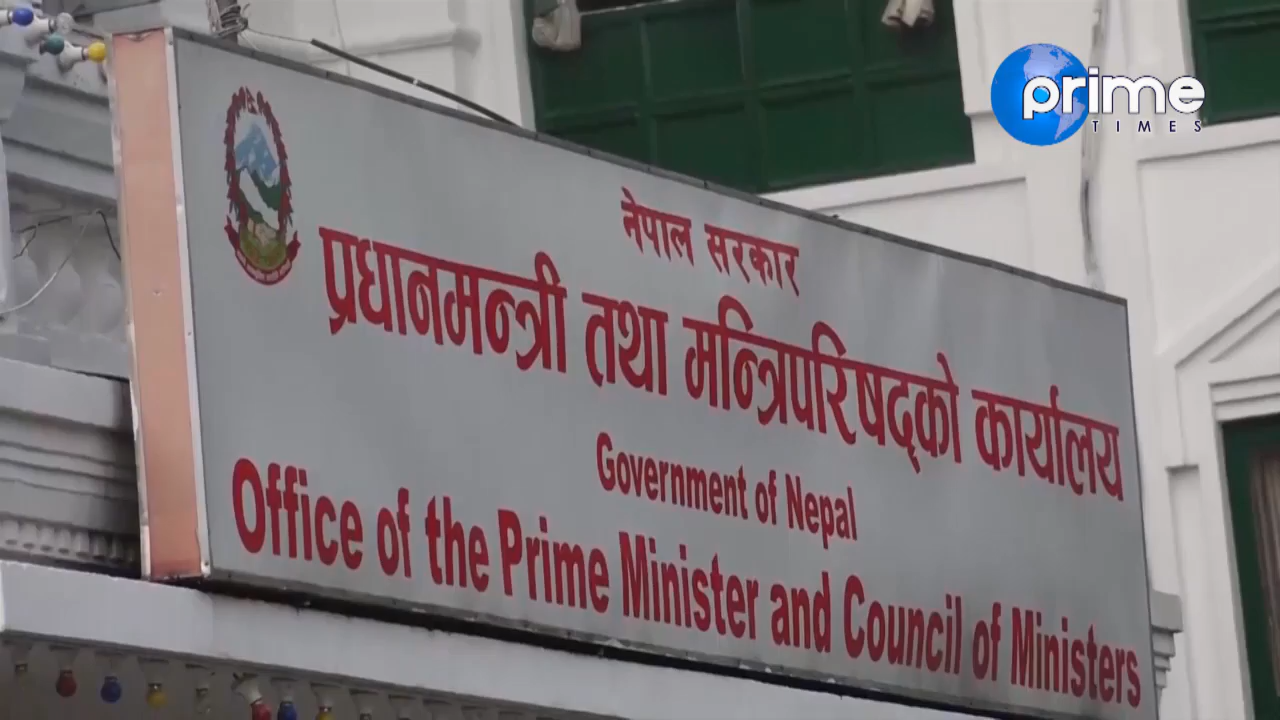 prime
TIMES
नेपाल सरकार
प्रधानमन्त्री तथा मन्त्रिपरिषद्को कार्यालय
Government of Nepal
Office of the Prime Minister and Council of Ministers